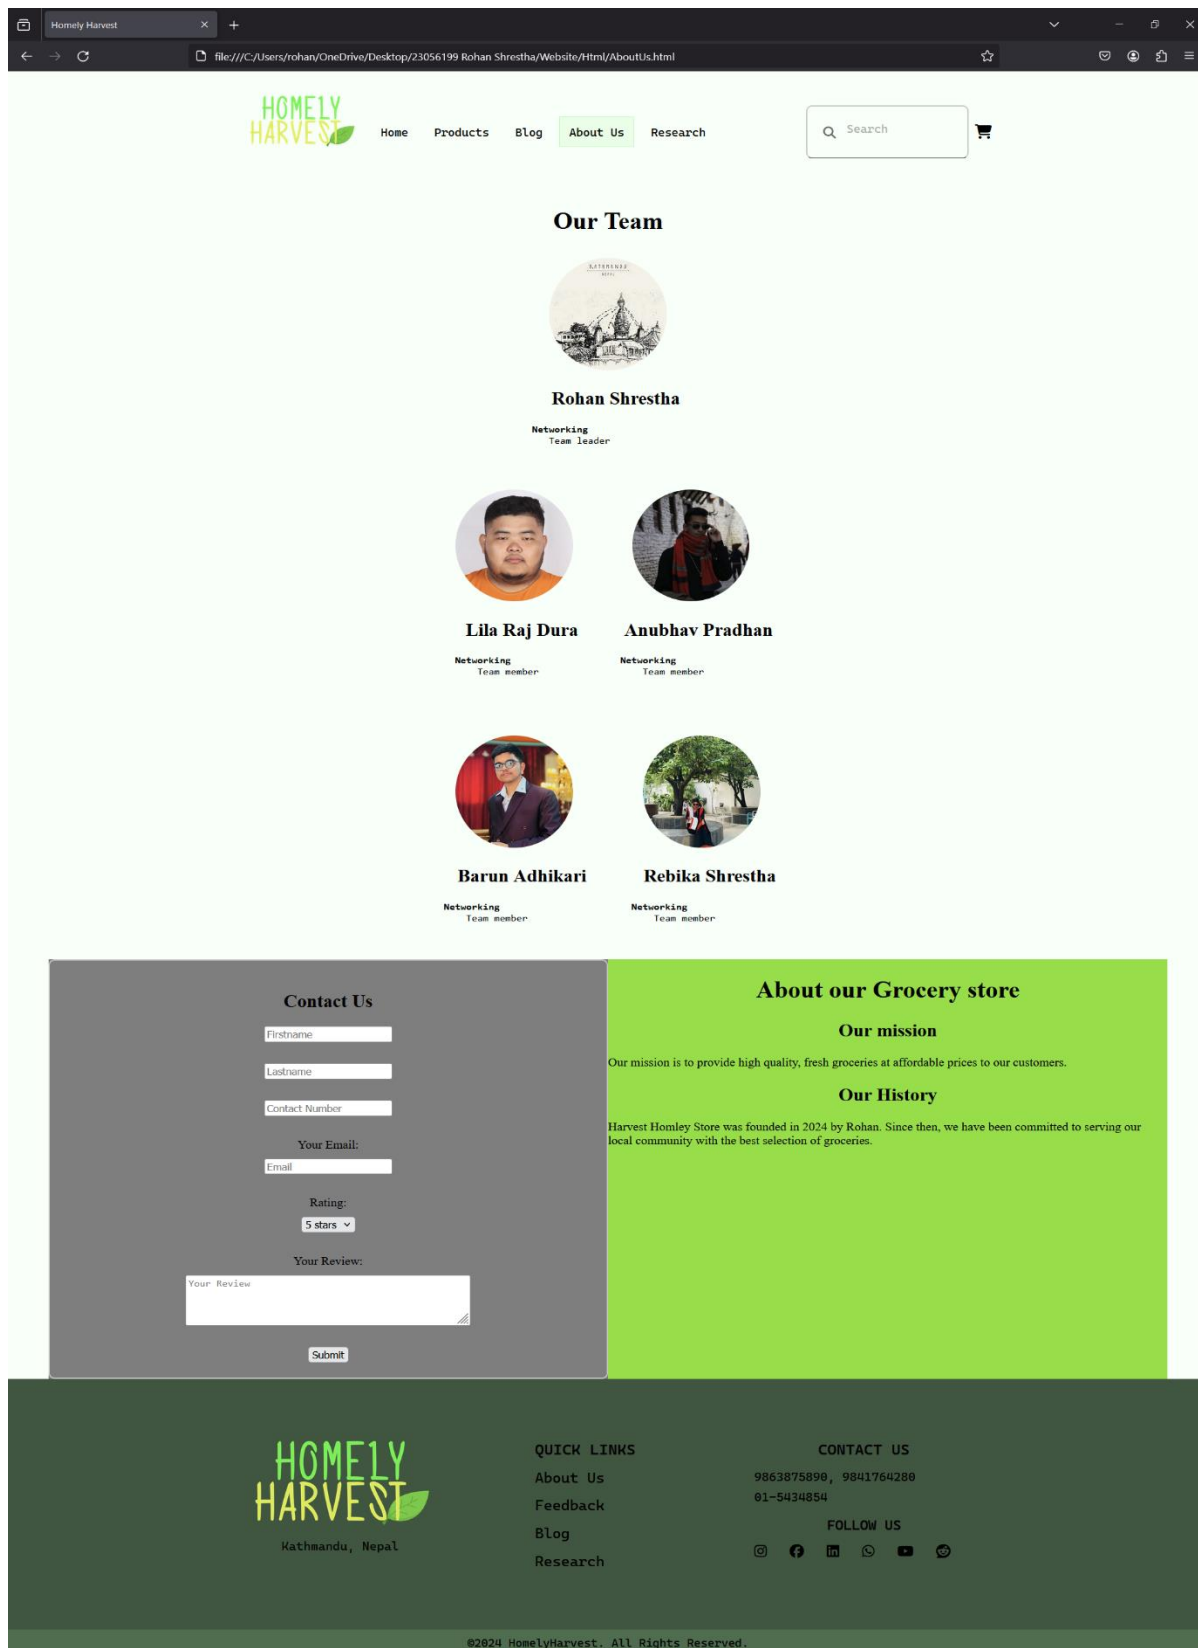 Homely Harvest
file:///C:/Users/rohan/OneDrive/Desktop/23056199 Rohan Shrestha/Website/Html/AboutUs.html
HOMELY
HARVEST
Home Products Blog About Us Research Search
Our Team
KATHMANDU
NEPAL
Rohan Shrestha
Networking
Team leader
Lila Raj Dura Anubhav Pradhan
Networking Networking
Team member Team member
Barun Adhikari Rebika Shrestha
Networking Networking
Team member Team member
Contact Us
Firstname
Lastname
Contact Number
Your Email:
Email
Rating:
5 stars
Your Review:
Your Review
Submit
About our Grocery store
Our mission
Our mission is to provide high quality, fresh groceries at affordable prices to our customers.
Our History
Harvest Homley Store was founded in 2024 by Rohan. Since then, we have been committed to serving our
local community with the best selection of groceries.
HOMELY
HARVEST
Kathmandu, Nepal
QUICK LINKS
About Us
Feedback
Blog
Research
CONTACT US
9863875890, 9841764280
01-5434854
FOLLOW US
©2024 HomelyHarvest. All Rights Reserved.